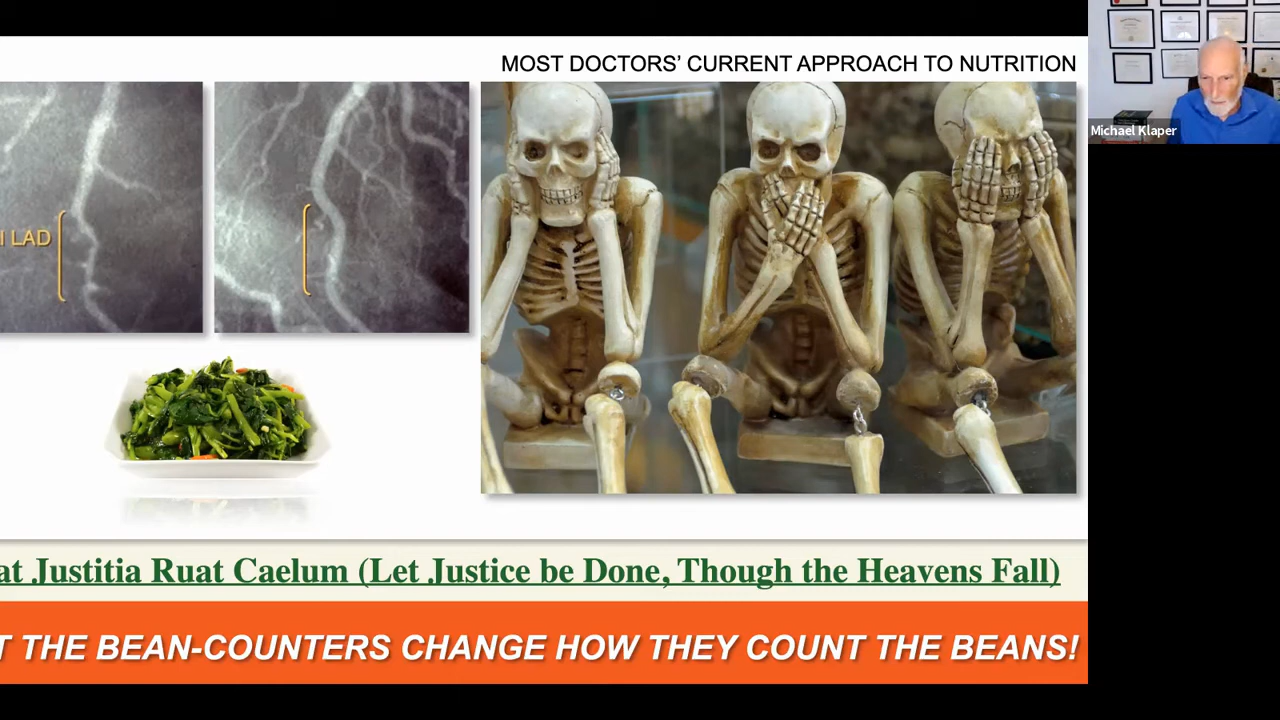 MOST DOCTORS' CURRENT APPROACH TO NUTRITION
Michael Klaper
LAD
Justitia Ruat Caelum (Let Justice be Done, Though the Heavens Fall)
THE BEAN-COUNTERS CHANGE HOW THEY COUNT THE BEANS!